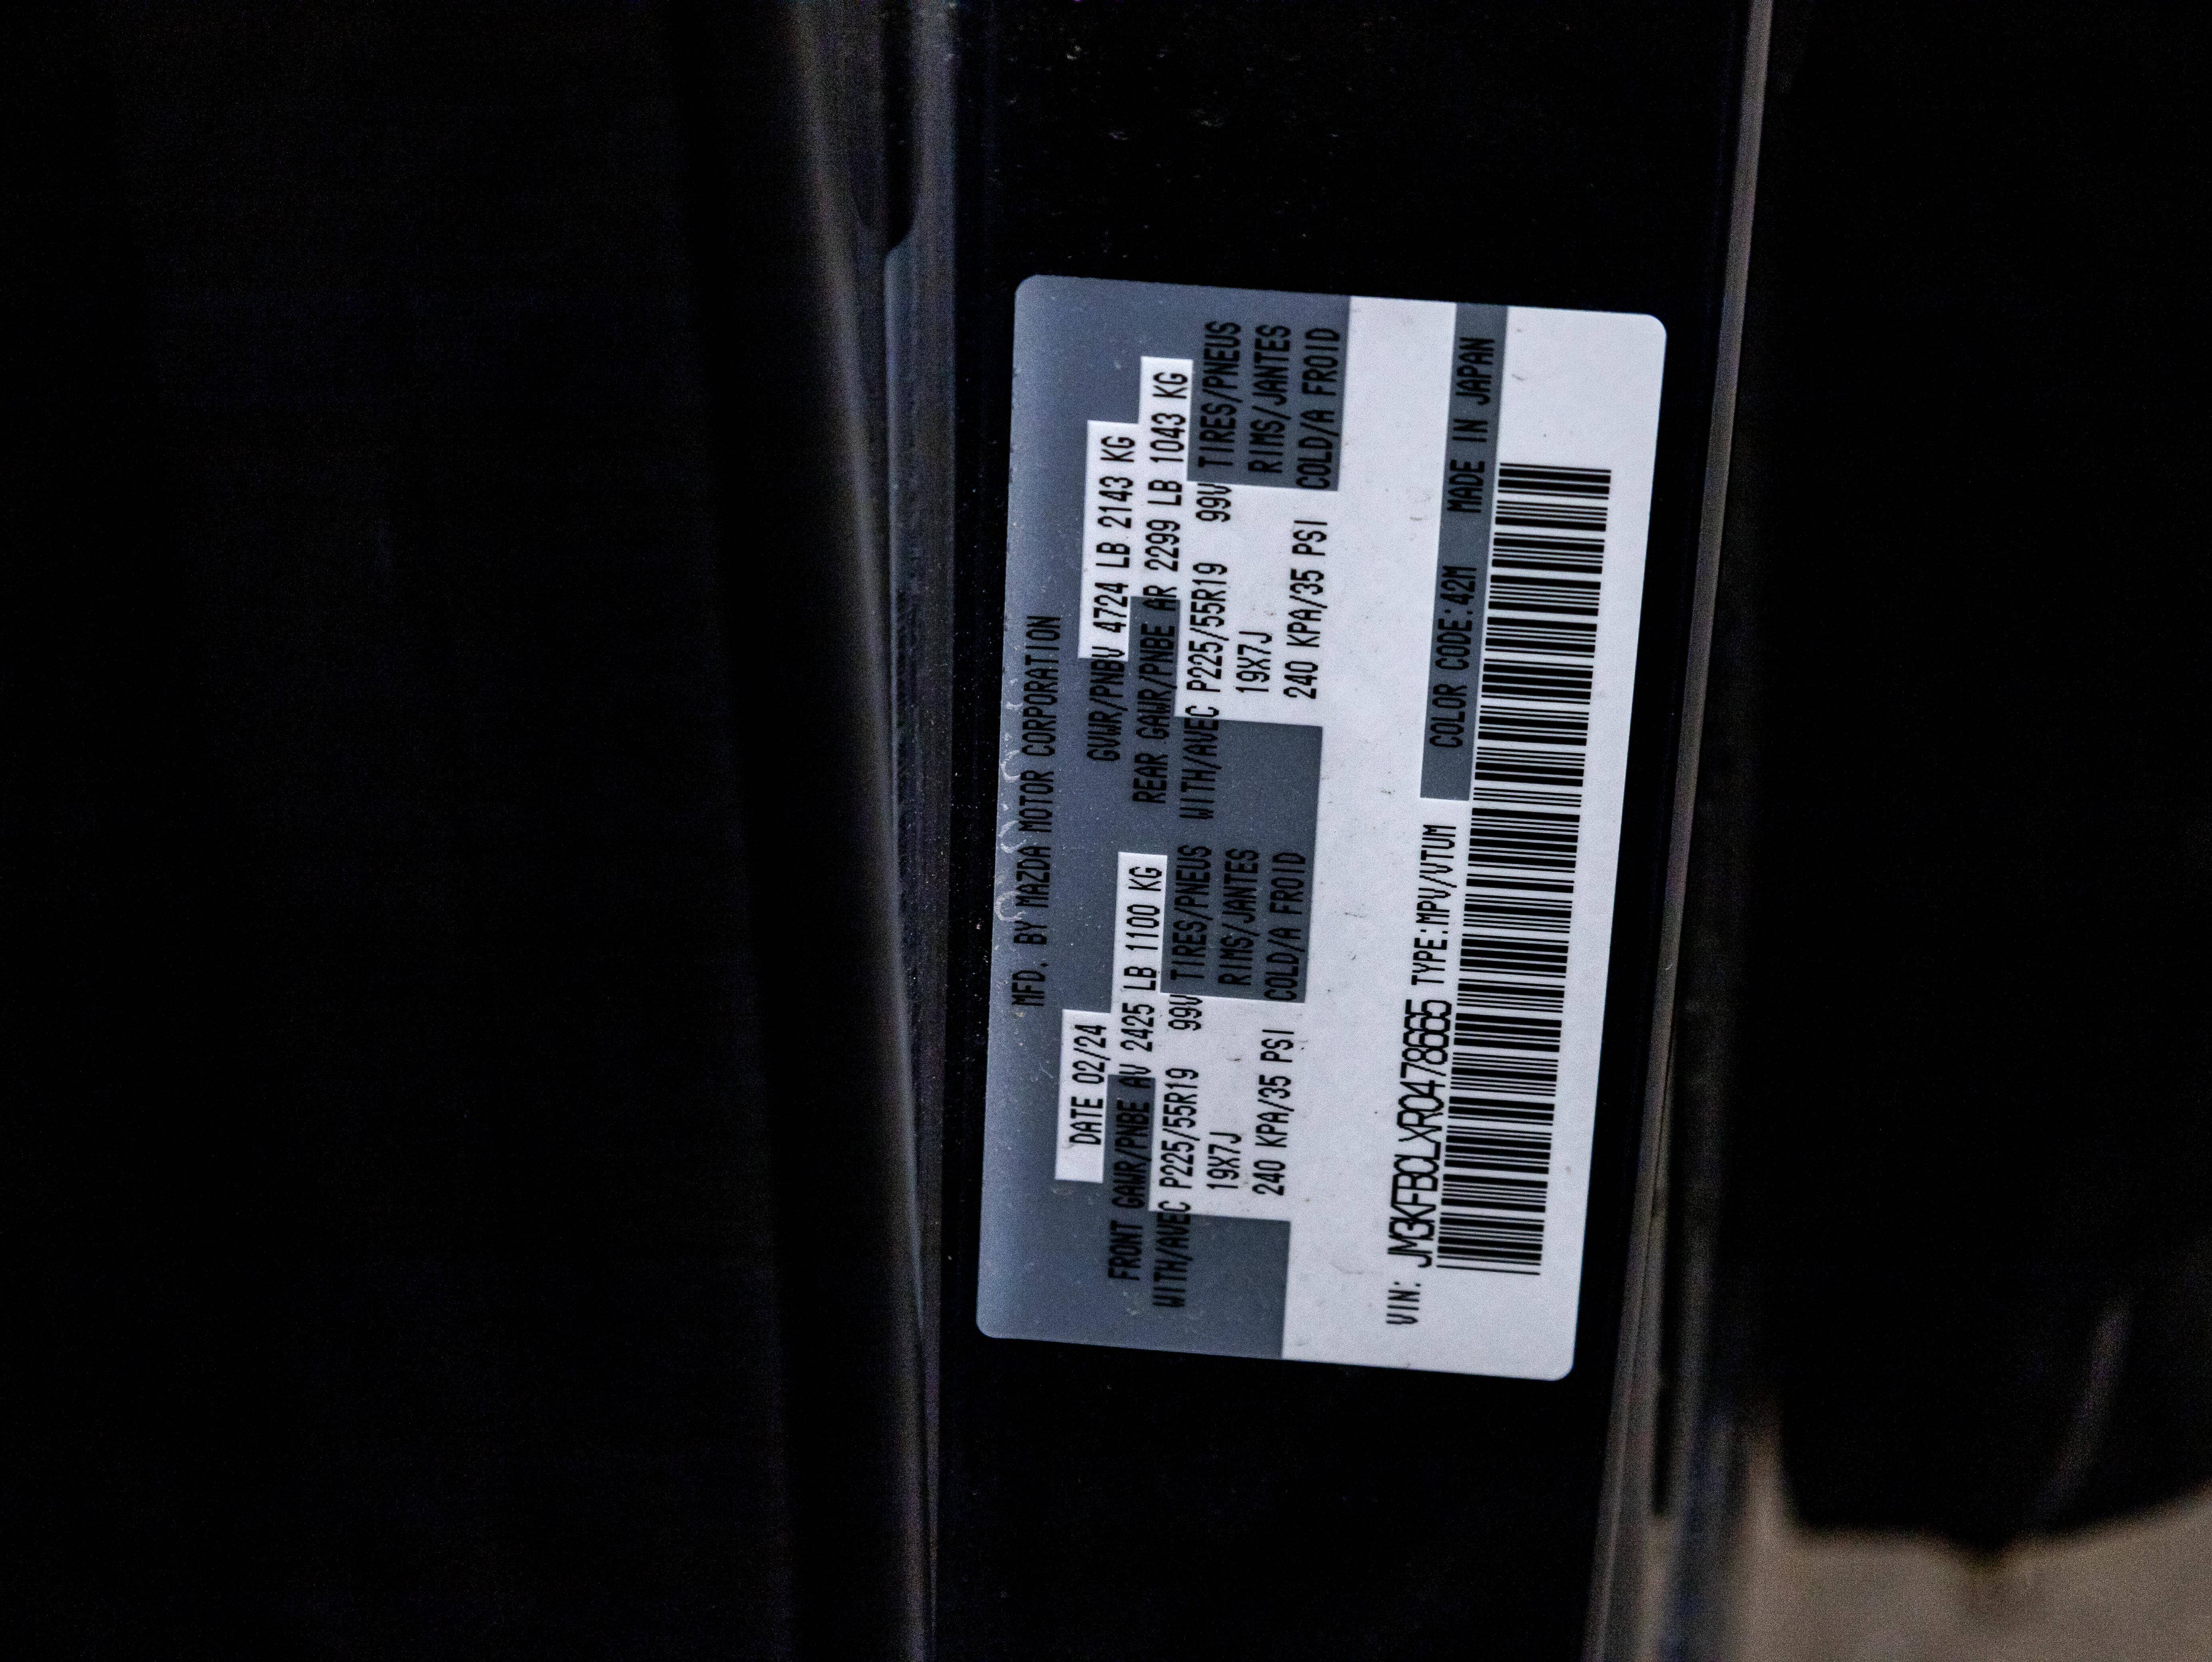 MFD. BY MAZDA MOTOR CORPORATION
DATE 02/24 GVWR/PNBV 4724 LB 2143 KG
FRONT GAWR/PNBE AV 2425 LB 1100 KG REAR GAWR/PNBE AR 2299 LB 1043 KG
WITH/AVEC P225/55R19 99V TIRES/PNEUS WITH/AVEC P225/55R19 99V TIRES/PNEUS
19X7J RIMS/JANTES 19X7J RIMS/JANTES
240 KPA/35 PSI COLD/A FROID 240 KPA/35 PSI COLD/A FROID
VIN: JM3KFBCLXR0478665 TYPE:MPV/VTUM COLOR CODE:42M MADE IN JAPAN